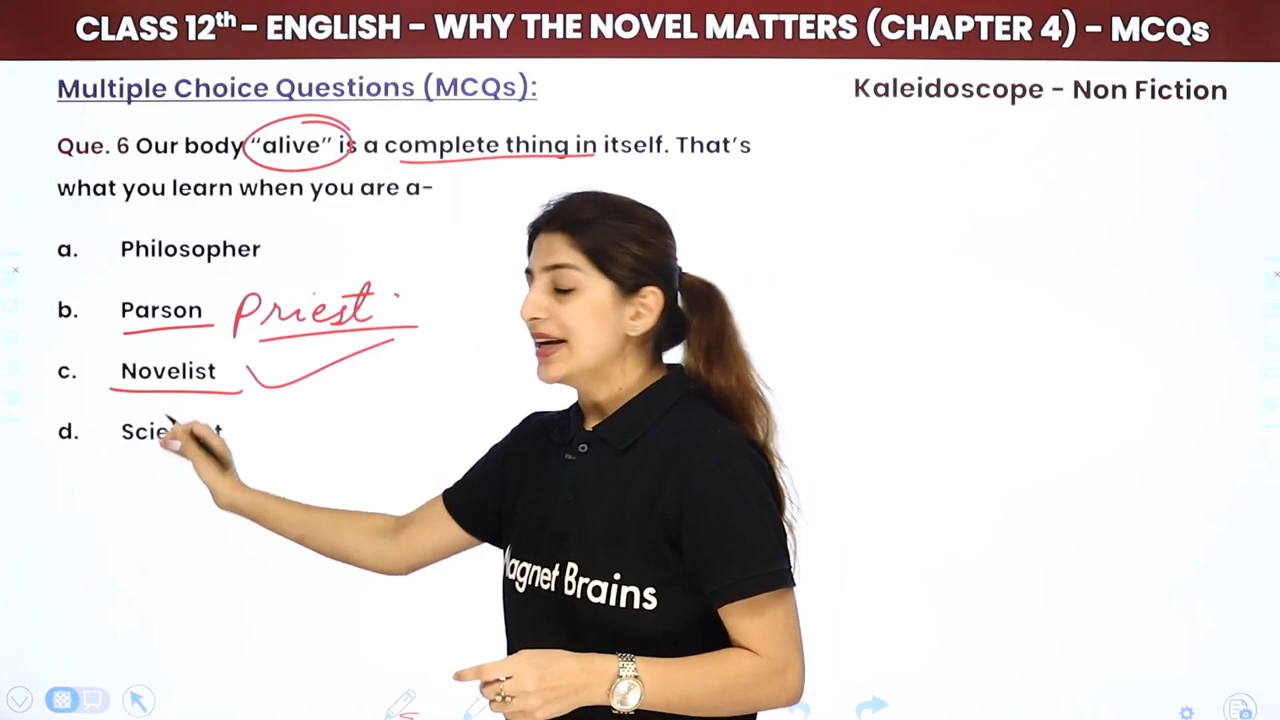 CLASS 12th - ENGLISH - WHY THE NOVEL MATTERS (CHAPTER 4) - MCQs
Multiple Choice Questions (MCQs):
Kaleidoscope - Non Fiction
Que. 6 Our body “alive” is a complete thing in itself. That’s
what you learn when you are a-
a. Philosopher
b. Parson Priest
c. Novelist
d.
Magnet Brains